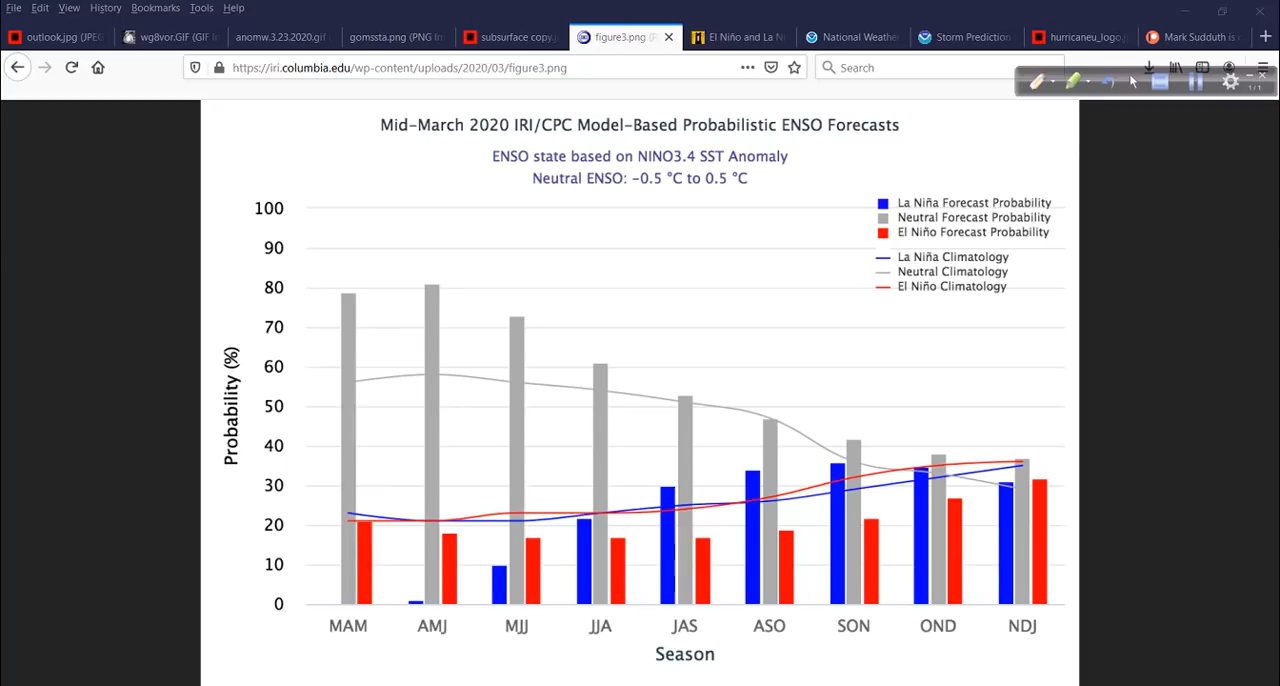 File Edit View History Bookmarks Tools Help
outlook.jpg (JPEG wg8vor.GIF (GIF I anomw.3.23.2020.gif gomssta.png (PNG Im subsurface copy. figure3.png (P El Niño and La N National Weathe Storm Prediction hurricaneu_logo. Mark Sudduth is
https://iri.columbia.edu/wp-content/uploads/2020/03/figure3.png Search
1/1
Mid-March 2020 IRI/CPC Model-Based Probabilistic ENSO Forecasts
ENSO state based on NINO3.4 SST Anomaly
Neutral ENSO: -0.5 °C to 0.5 °C
La Niña Forecast Probability
Neutral Forecast Probability
El Niño Forecast Probability
La Niña Climatology
Neutral Climatology
El Niño Climatology
Probability (%)
100
90
80
70
60
50
40
30
20
10
0
MAM AMJ MJJ JJA JAS ASO SON OND NDJ
Season